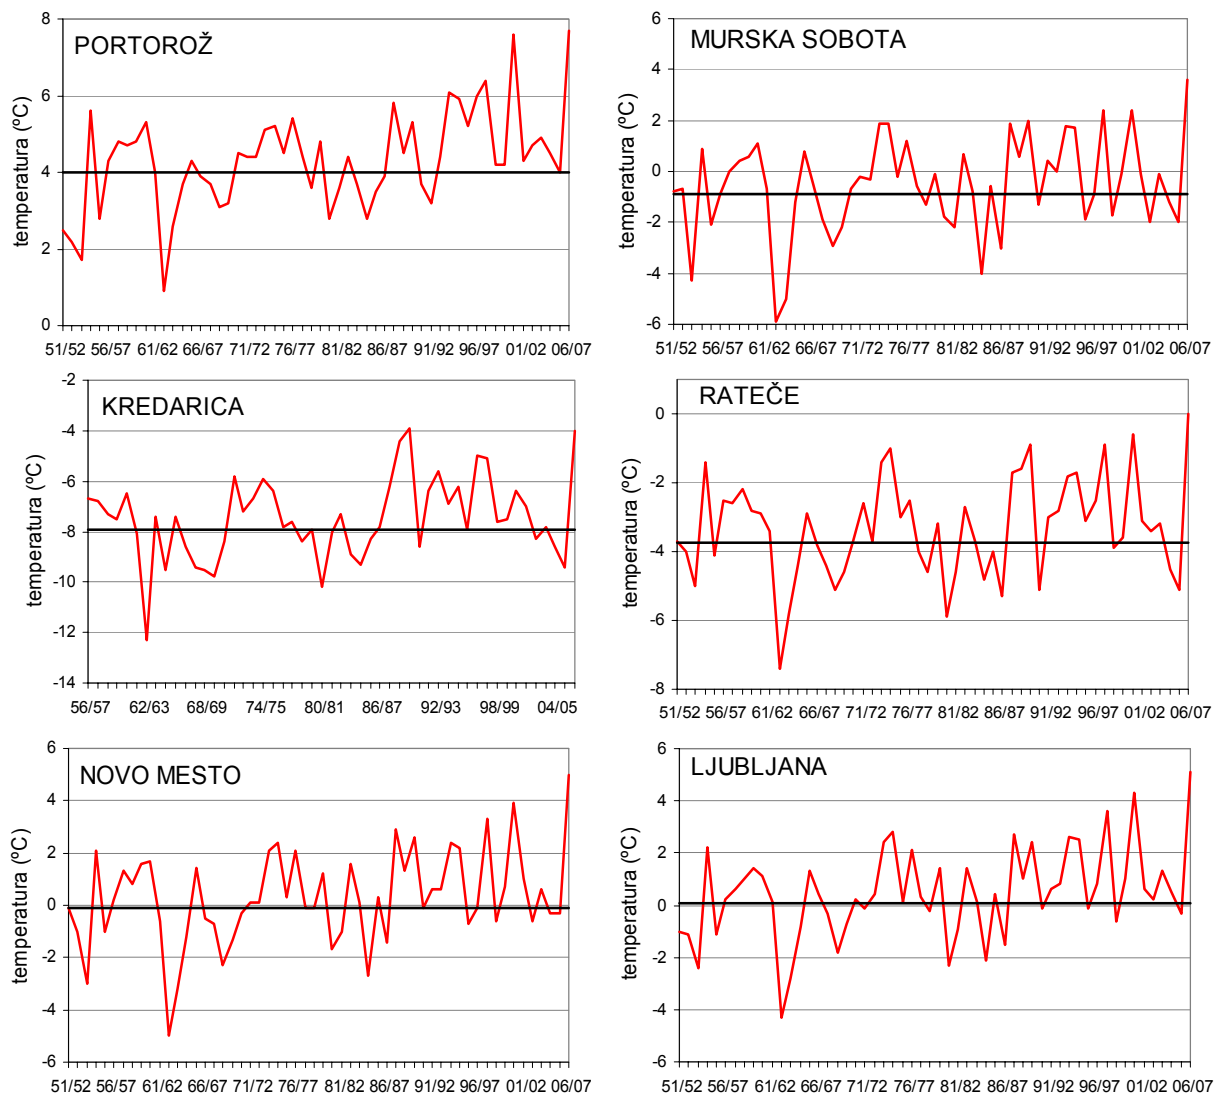 PORTOROŽ
temperatura (ºC)
8
6
4
2
0
51/52 56/57 61/62 66/67 71/72 76/77 81/82 86/87 91/92 96/97 01/02 06/07
MURSKA SOBOTA
temperatura (ºC)
6
4
2
0
-2
-4
-6
51/52 56/57 61/62 66/67 71/72 76/77 81/82 86/87 91/92 96/97 01/02 06/07
KREDARICA
temperatura (ºC)
-2
-4
-6
-8
-10
-12
-14
56/57 62/63 68/69 74/75 80/81 86/87 92/93 98/99 04/05
RATEČE
temperatura (ºC)
0
-2
-4
-6
-8
51/52 56/57 61/62 66/67 71/72 76/77 81/82 86/87 91/92 96/97 01/02 06/07
NOVO MESTO
temperatura (ºC)
6
4
2
0
-2
-4
-6
51/52 56/57 61/62 66/67 71/72 76/77 81/82 86/87 91/92 96/97 01/02 06/07
LJUBLJANA
temperatura (ºC)
6
4
2
0
-2
-4
-6
51/52 56/57 61/62 66/67 71/72 76/77 81/82 86/87 91/92 96/97 01/02 06/07